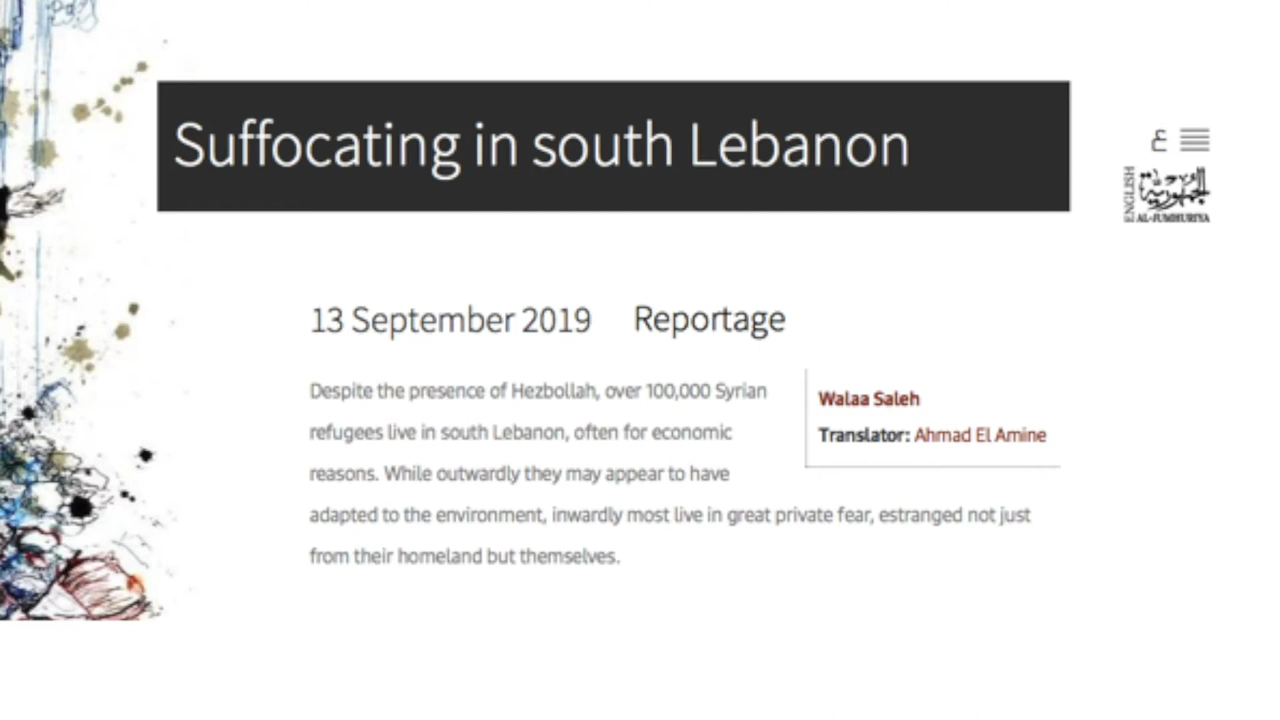 Suffocating in south Lebanon
ع
ENGLISH
الجمهورية
AL-JUMHURIYA
13 September 2019 Reportage
Despite the presence of Hezbollah, over 100,000 Syrian
refugees live in south Lebanon, often for economic
reasons. While outwardly they may appear to have
adapted to the environment, inwardly most live in great private fear, estranged not just
from their homeland but themselves.
Walaa Saleh
Translator: Ahmad El Amine